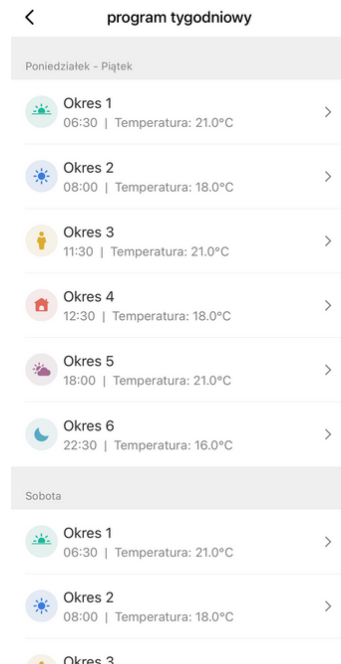 program tygodniowy
Poniedziałek - Piątek
Okres 1
06:30 | Temperatura: 21.0°C
Okres 2
08:00 | Temperatura: 18.0°C
Okres 3
11:30 | Temperatura: 21.0°C
Okres 4
12:30 | Temperatura: 18.0°C
Okres 5
18:00 | Temperatura: 21.0°C
Okres 6
22:30 | Temperatura: 16.0°C
Sobota
Okres 1
06:30 | Temperatura: 21.0°C
Okres 2
08:00 | Temperatura: 18.0°C
Okres 3